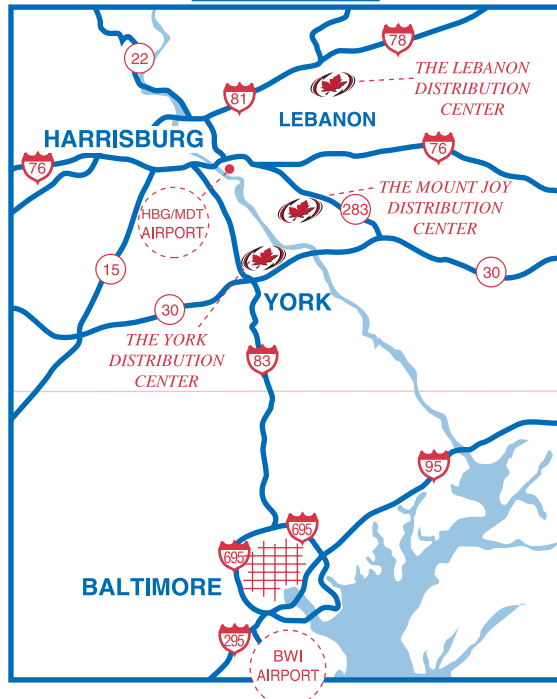 22
78
THE LEBANON
DISTRIBUTION
CENTER
81
LEBANON
HARRISBURG
76
76
THE MOUNT JOY
DISTRIBUTION
CENTER
283
HBG/MDT
AIRPORT
15
30
30
YORK
THE YORK
DISTRIBUTION
CENTER
83
95
695
695
BALTIMORE
295
BWI
AIRPORT